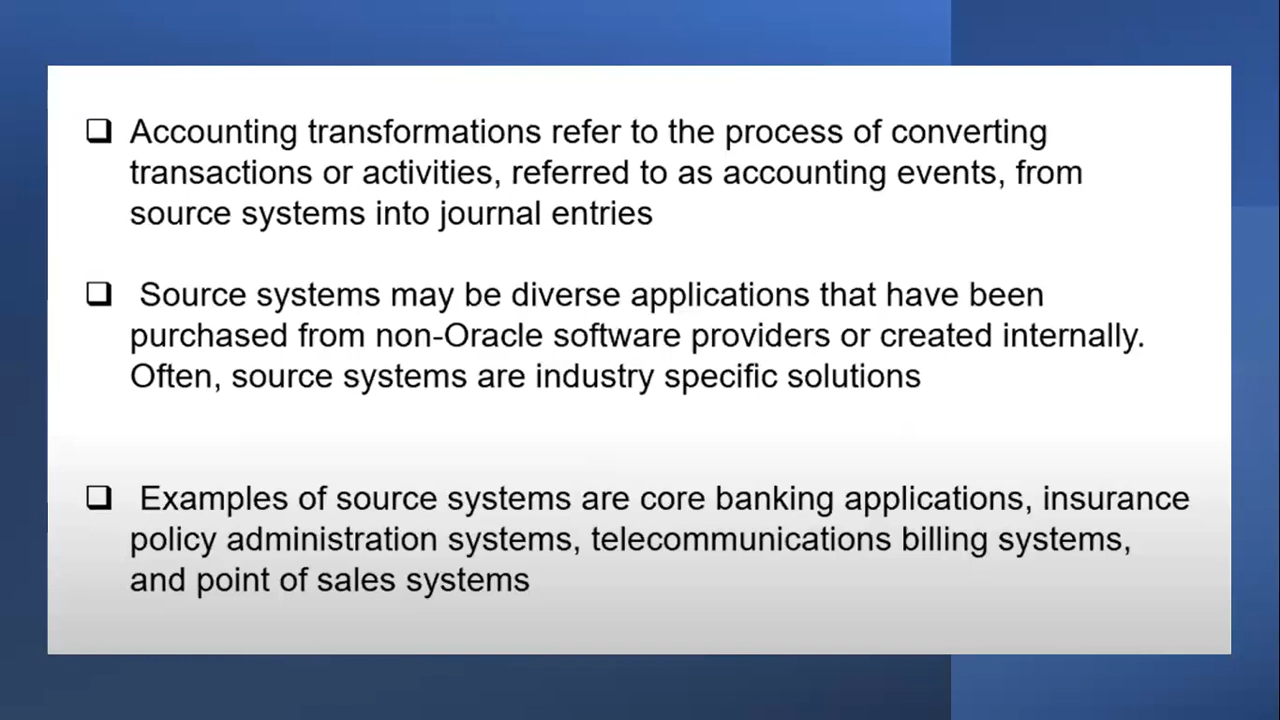 Accounting transformations refer to the process of converting
transactions or activities, referred to as accounting events, from
source systems into journal entries
Source systems may be diverse applications that have been
purchased from non-Oracle software providers or created internally.
Often, source systems are industry specific solutions
Examples of source systems are core banking applications, insurance
policy administration systems, telecommunications billing systems,
and point of sales systems